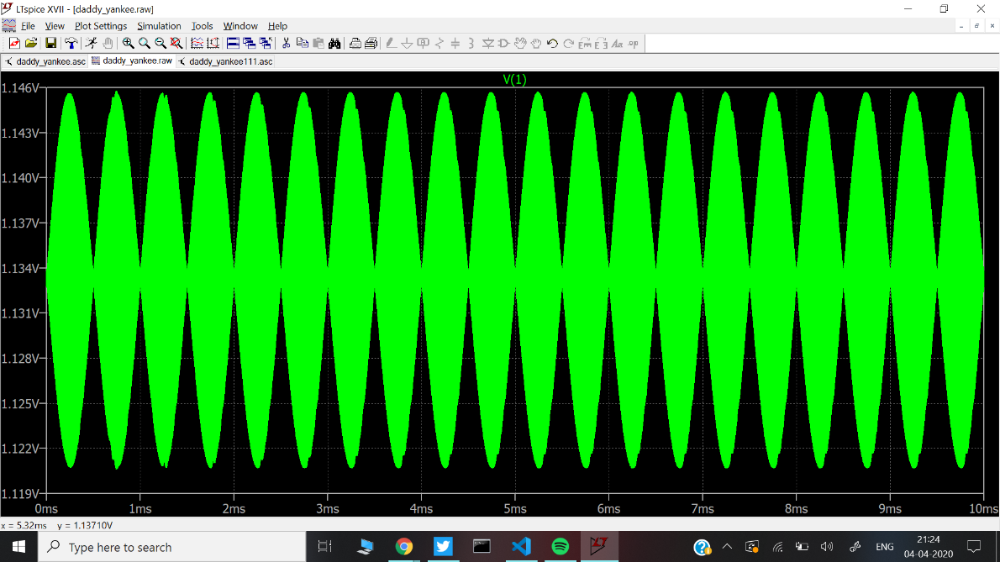 LTspice XVII - [daddy_yankee.raw]
File View Plot Settings Simulation Tools Window Help
daddy_yankee.asc daddy_yankee.raw daddy_yankee111.asc
V(1)
1.146V
1.143V
1.140V
1.137V
1.134V
1.131V
1.128V
1.125V
1.122V
1.119V
0ms 1ms 2ms 3ms 4ms 5ms 6ms 7ms 8ms 9ms 10ms
x = 5.32ms y = 1.13710V
Type here to search
ENG
21:24
04-04-2020